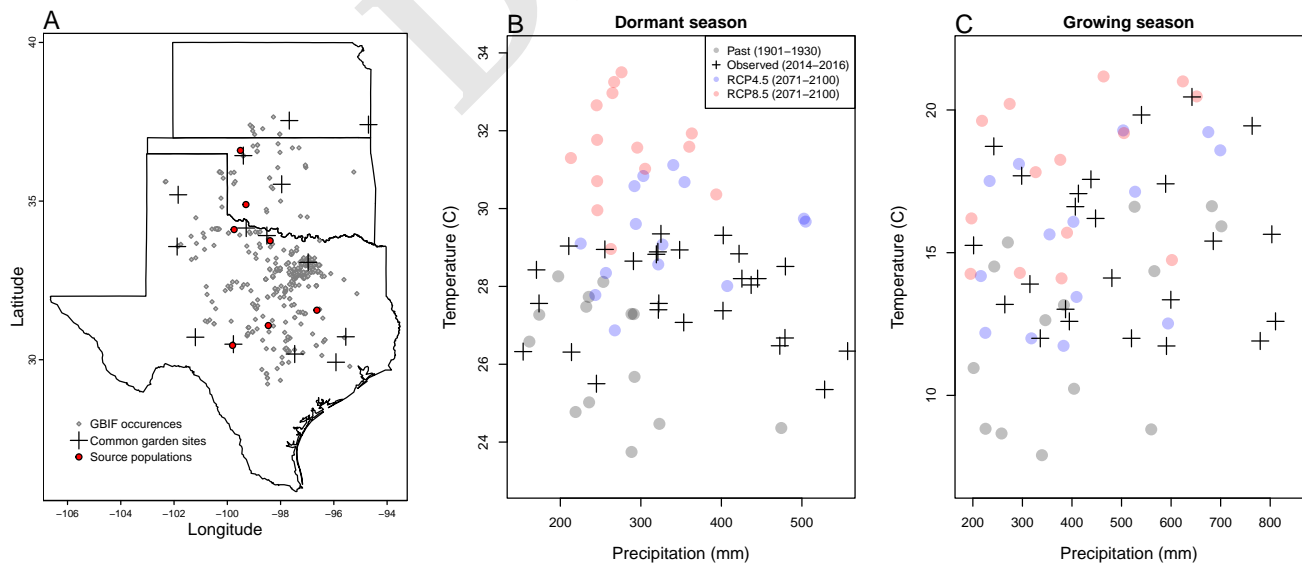 A
40
35
30
Latitude
−106
−104
−102
−100
−98
−96
−94
Longitude
GBIF occurences
Common garden sites
Source populations
B
Dormant season
Past (1901−1930)
Observed (2014−2016)
RCP4.5 (2071−2100)
RCP8.5 (2071−2100)
34
32
30
28
26
24
Temperature (C)
200
300
400
500
Precipitation (mm)
C
Growing season
20
15
10
Temperature (C)
200
300
400
500
600
700
800
Precipitation (mm)